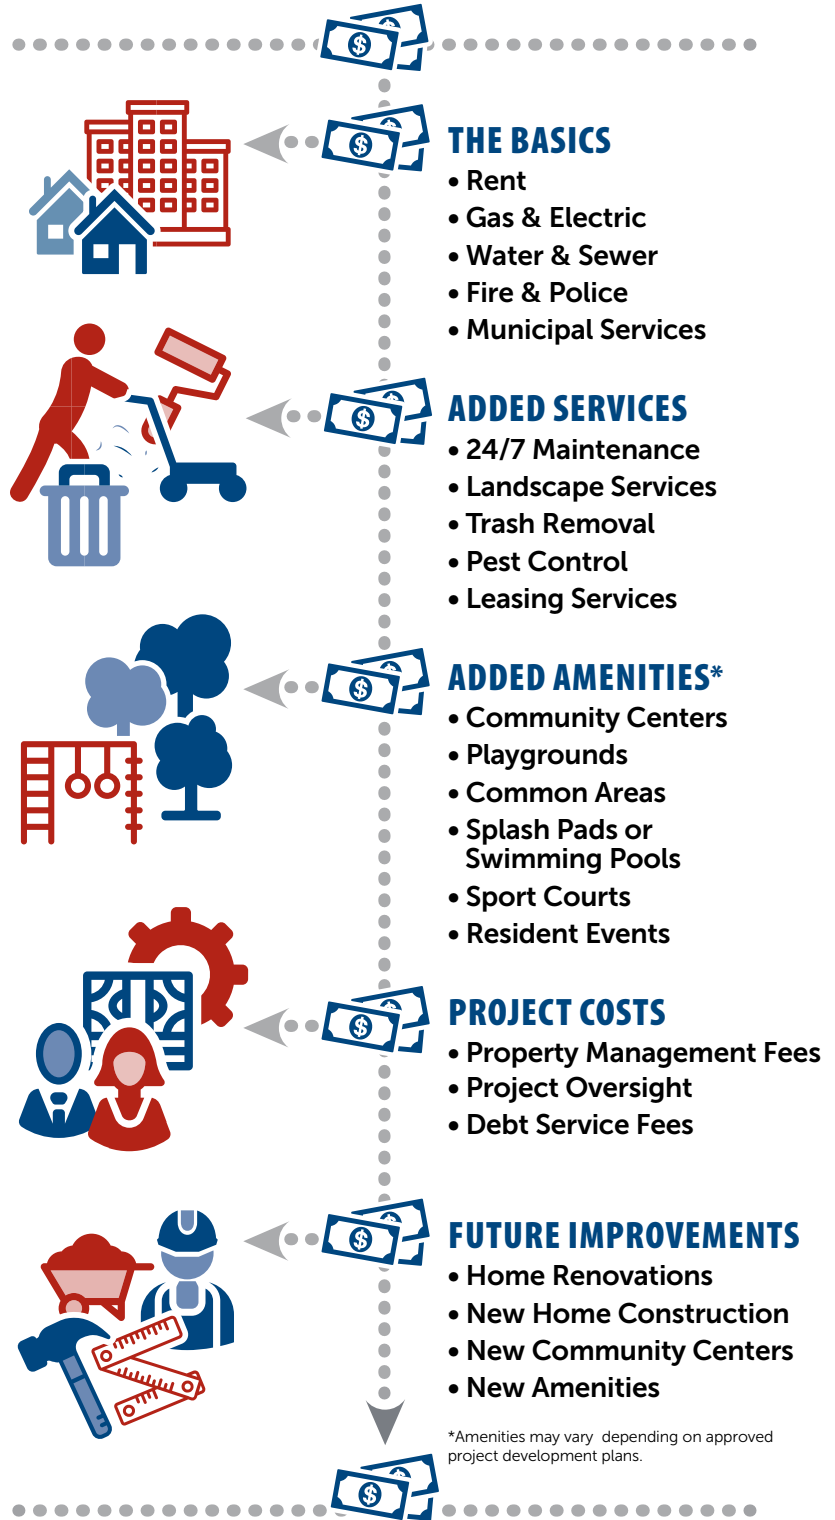 THE BASICS
• Rent
• Gas & Electric
• Water & Sewer
• Fire & Police
• Municipal Services
ADDED SERVICES
• 24/7 Maintenance
• Landscape Services
• Trash Removal
• Pest Control
• Leasing Services
ADDED AMENITIES*
• Community Centers
• Playgrounds
• Common Areas
• Splash Pads or
Swimming Pools
• Sport Courts
• Resident Events
PROJECT COSTS
• Property Management Fees
• Project Oversight
• Debt Service Fees
FUTURE IMPROVEMENTS
• Home Renovations
• New Home Construction
• New Community Centers
• New Amenities
*Amenities may vary depending on approved
project development plans.